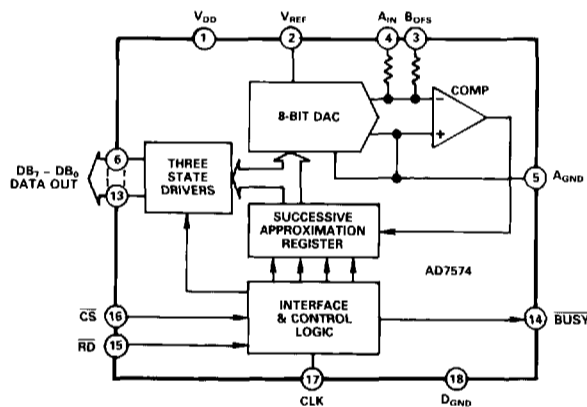 VDD
1
VREF
2
AIN
4
BOFS
3
COMP
−
+
8-BIT DAC
6
DB7 – DB0
DATA OUT
13
THREE
STATE
DRIVERS
5
AGND
SUCCESSIVE
APPROXIMATION
REGISTER
AD7574
CS
16
RD
15
INTERFACE
& CONTROL
LOGIC
14
BUSY
17
CLK
18
DGND